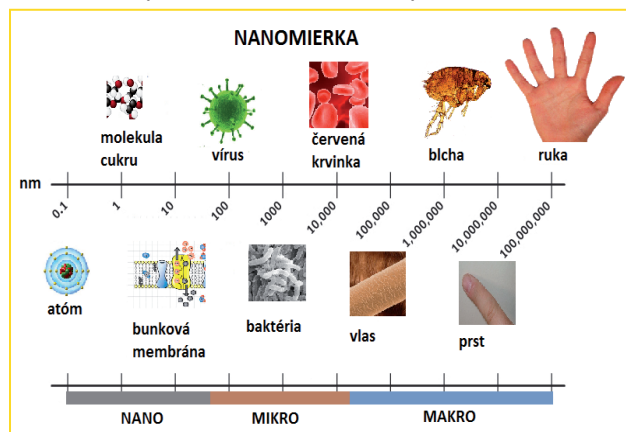 NANOMIERKA
molekula
cukru
vírus
červená
krvinka
blcha
ruka
nm
0.1
1
10
100
1000
10,000
100,000
1,000,000
10,000,000
100,000,000
atóm
bunková
membrána
baktéria
vlas
prst
NANO
MIKRO
MAKRO